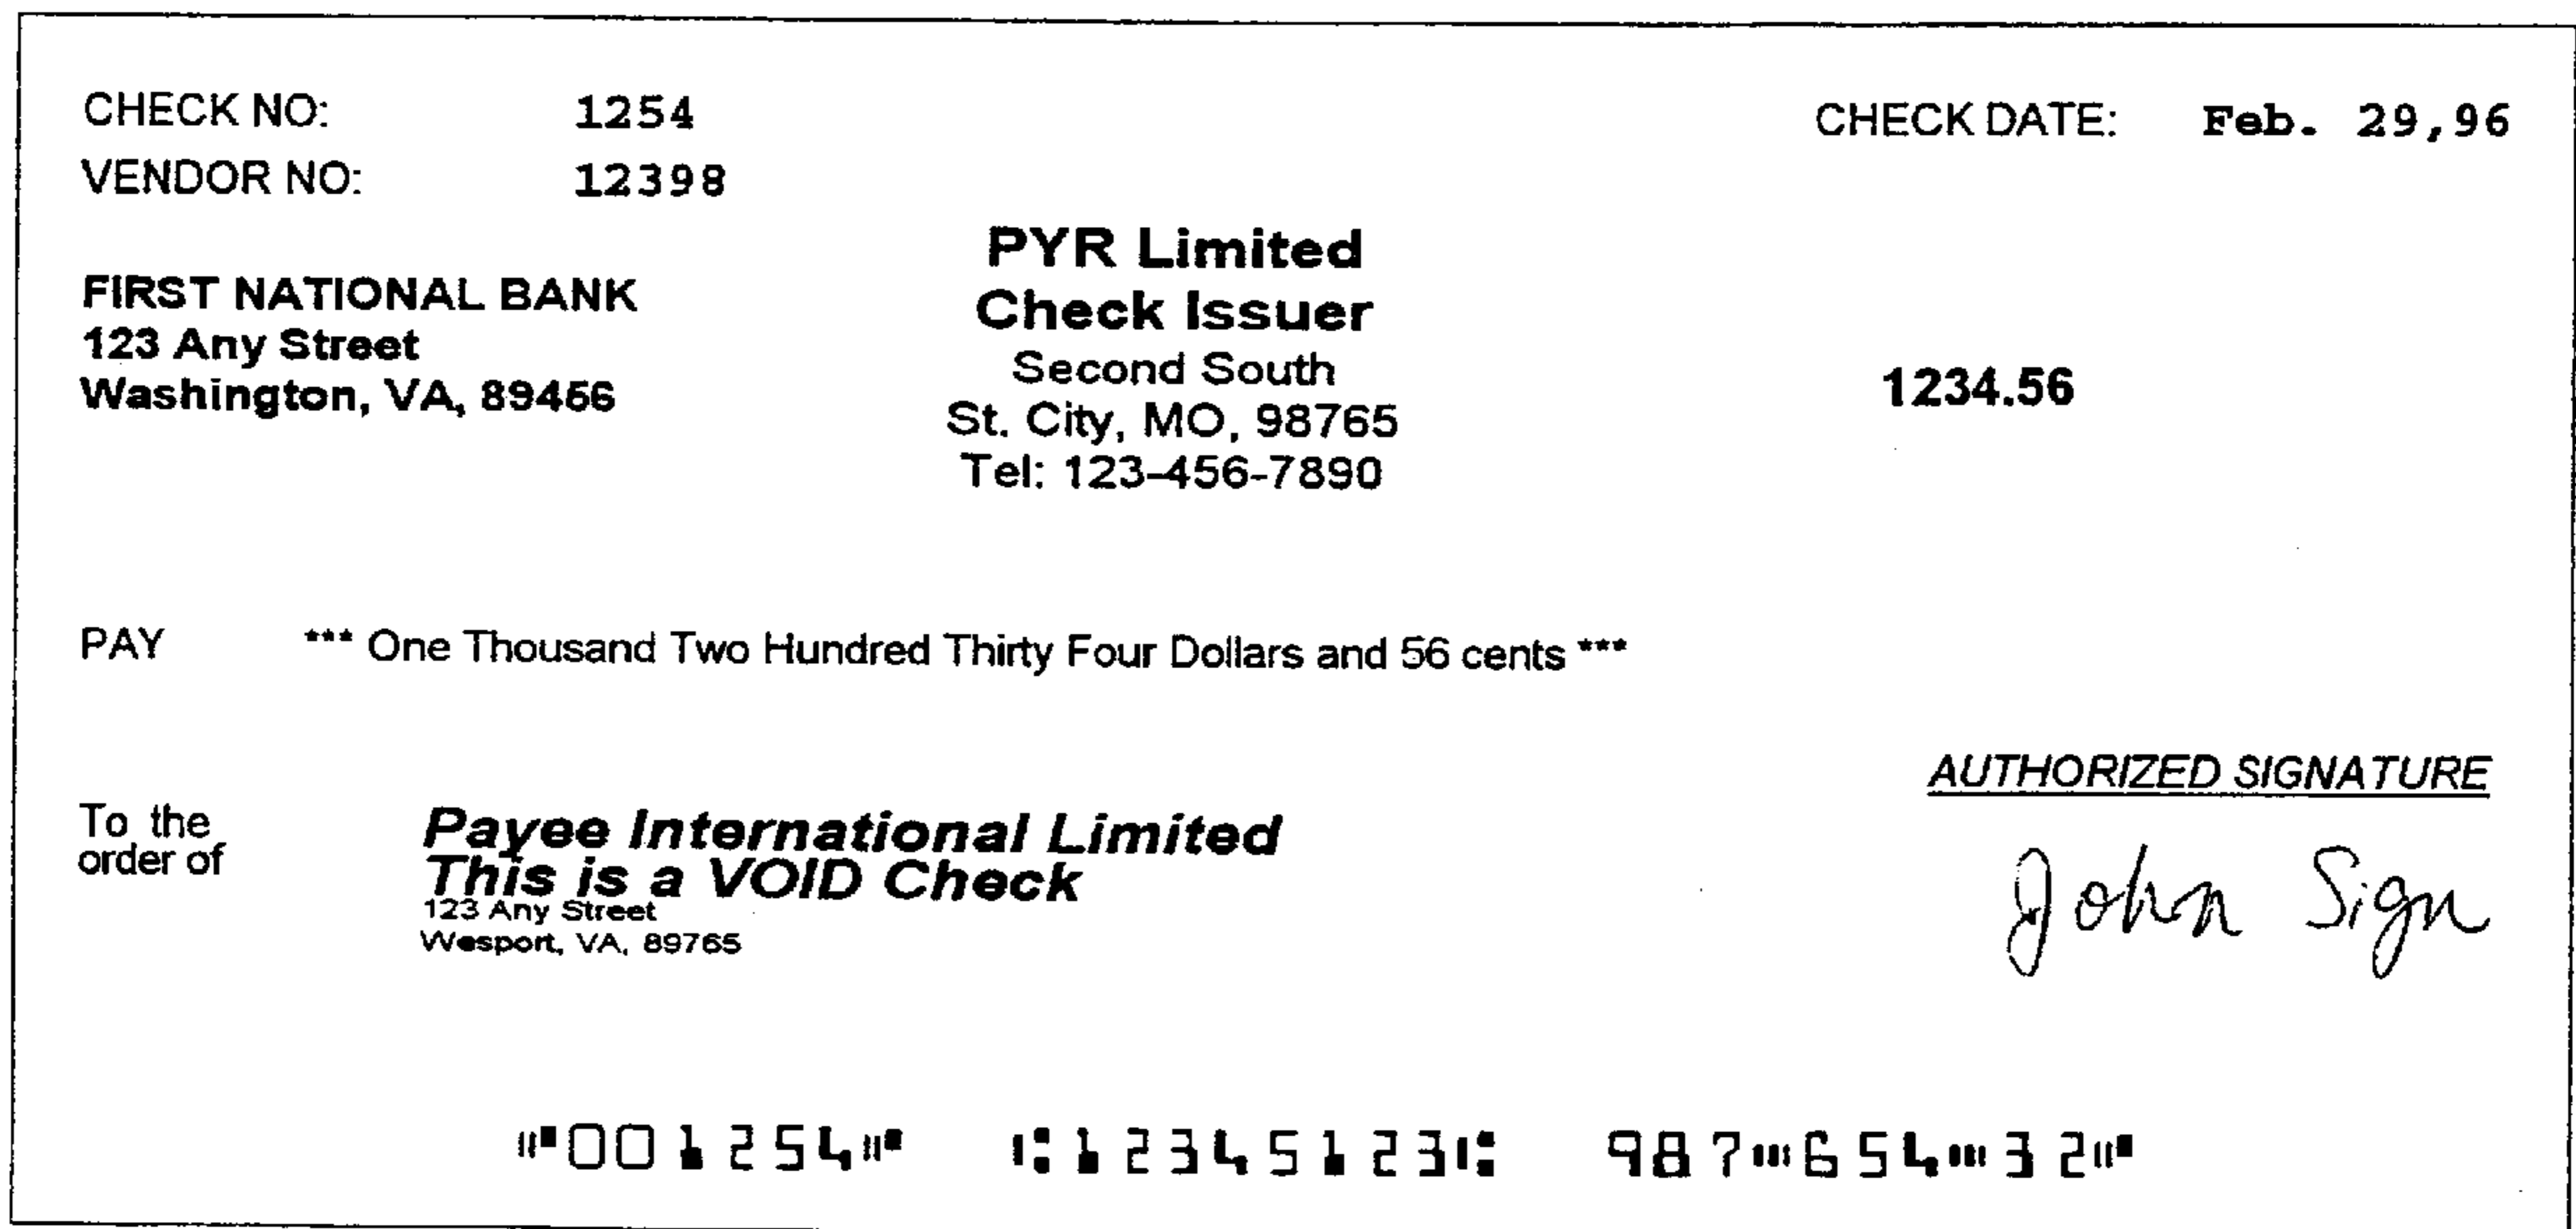 CHECK NO: 1254
CHECK DATE: Feb. 29,96
VENDOR NO: 12398
PYR Limited
Check Issuer
Second South
St. City, MO, 98765
Tel: 123-456-7890
FIRST NATIONAL BANK
123 Any Street
Washington, VA, 89456
1234.56
PAY *** One Thousand Two Hundred Thirty Four Dollars and 56 cents ***
AUTHORIZED SIGNATURE
John Sign
To the
order of
Payee International Limited
This is a VOID Check
123 Any Street
Wesport, VA, 89765
⑈001254⑈ ⑆12345123⑆ 987⑉654⑉32⑈